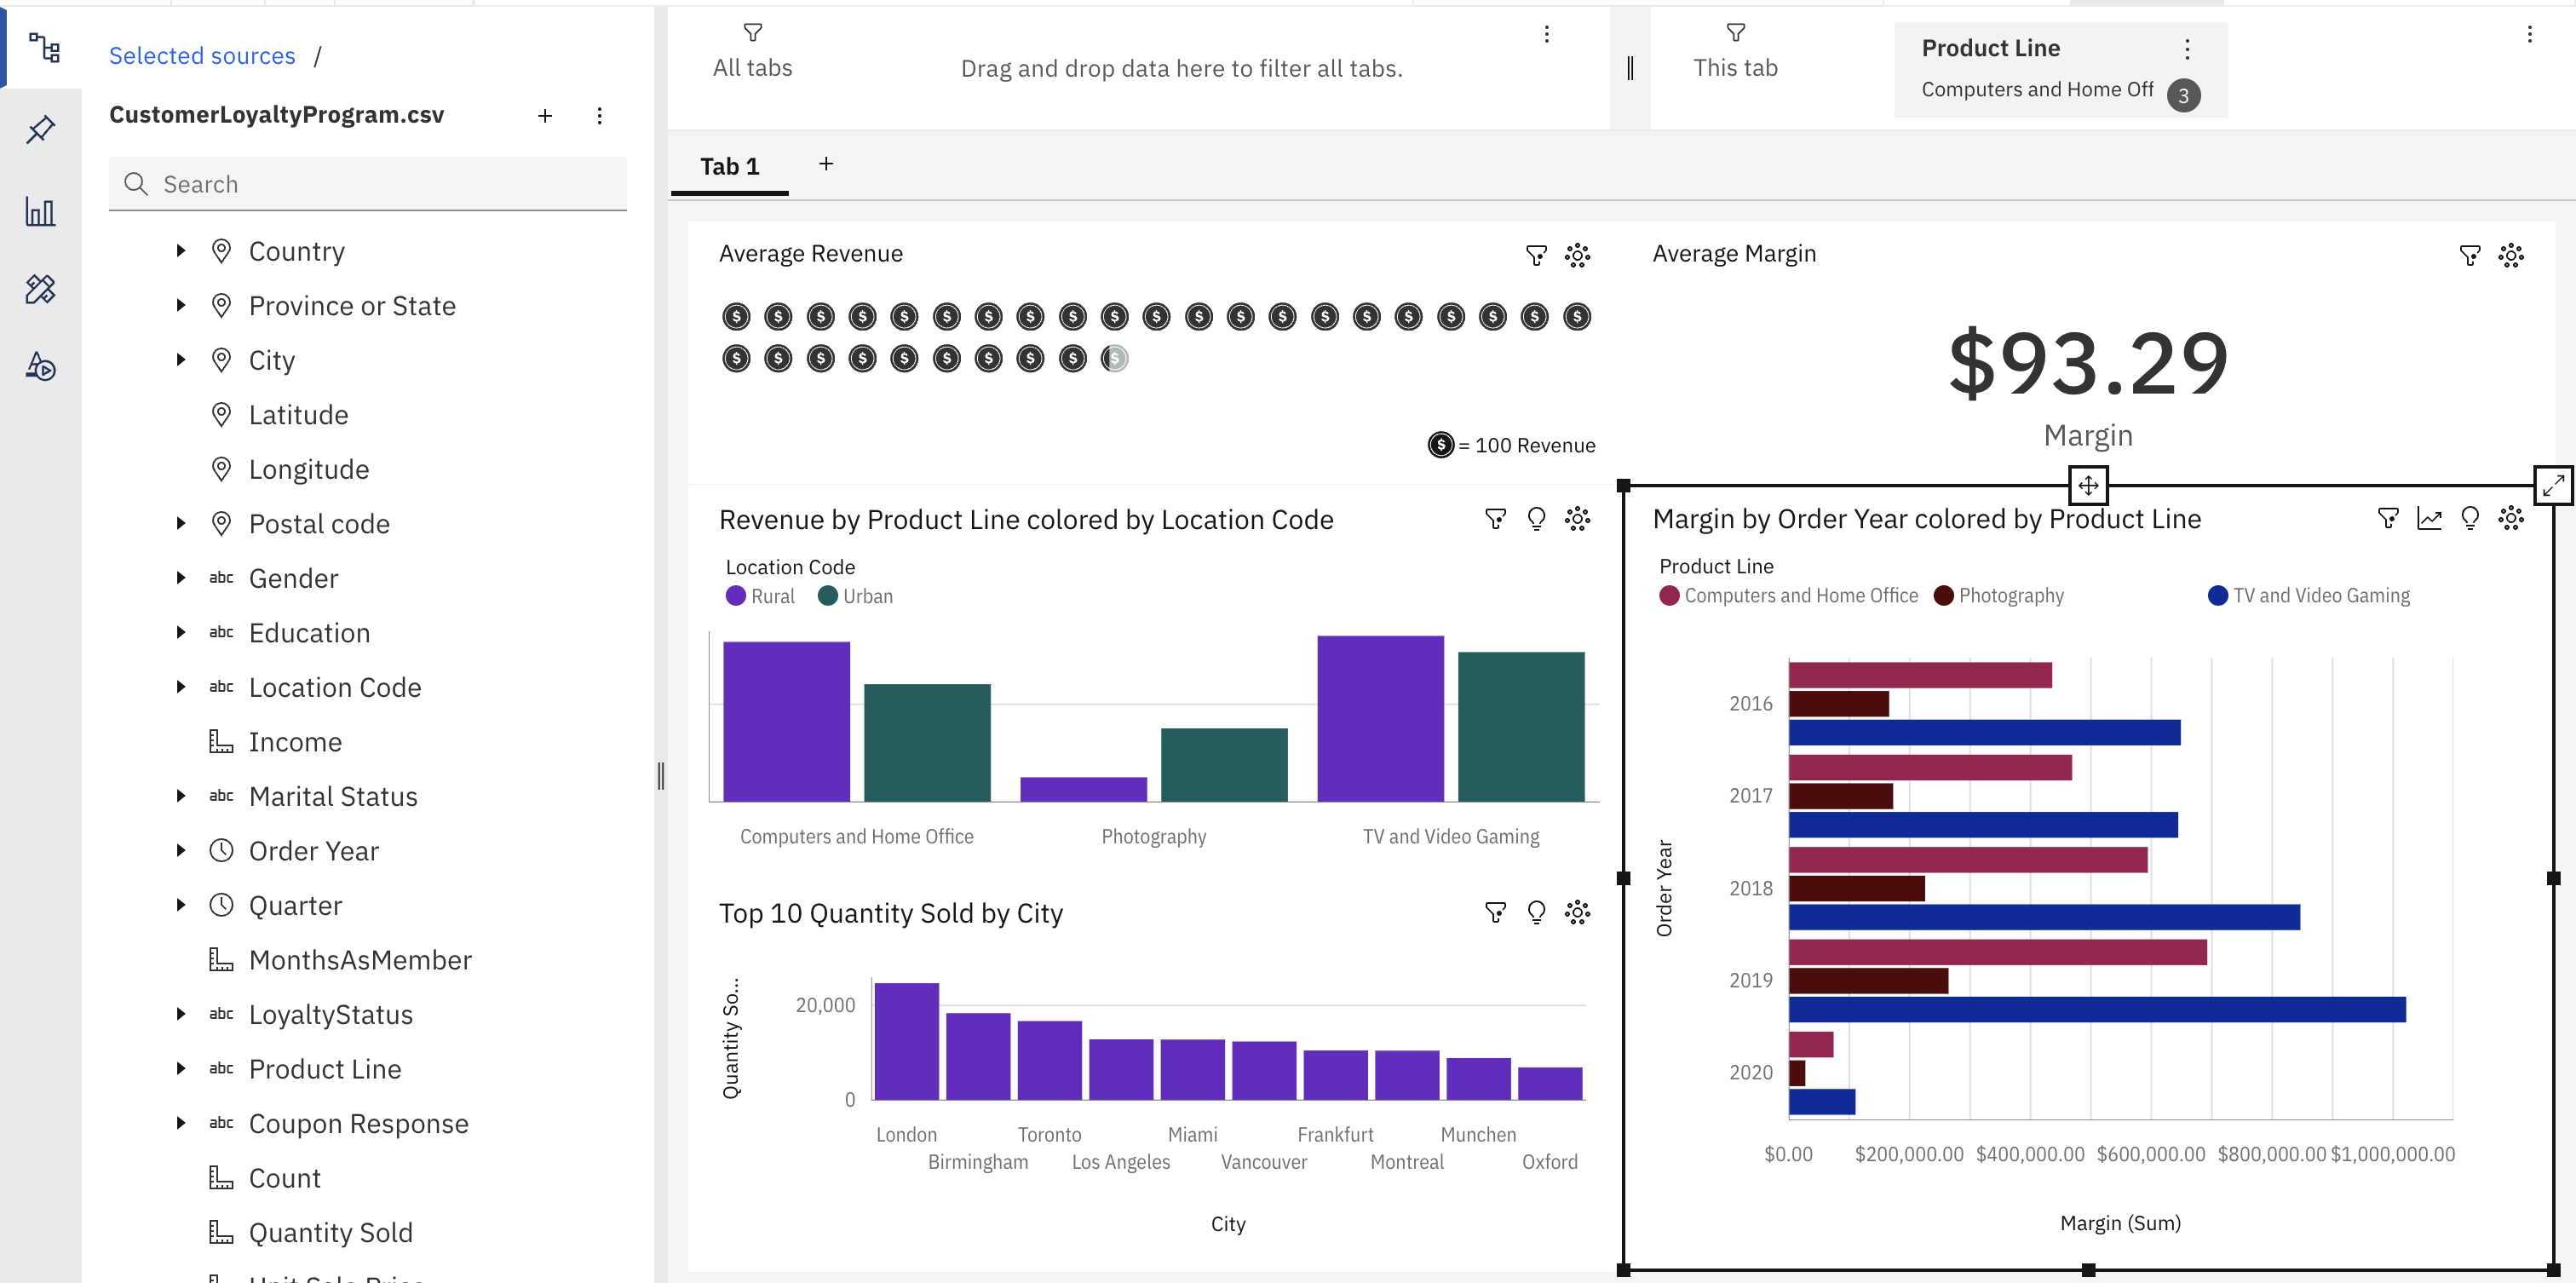 Selected sources /
CustomerLoyaltyProgram.csv
Search
Country
Province or State
City
Latitude
Longitude
Postal code
abc Gender
abc Education
abc Location Code
Income
abc Marital Status
Order Year
Quarter
MonthsAsMember
abc LoyaltyStatus
abc Product Line
abc Coupon Response
Count
Quantity Sold
All tabs
Drag and drop data here to filter all tabs.
This tab
Product Line
Computers and Home Off 3
Tab 1
Average Revenue
$ = 100 Revenue
Average Margin
$93.29
Margin
Revenue by Product Line colored by Location Code
Location Code
Rural Urban
Computers and Home Office Photography TV and Video Gaming
Top 10 Quantity Sold by City
Quantity So...
20,000
0
London Toronto Miami Frankfurt Munchen
Birmingham Los Angeles Vancouver Montreal Oxford
City
Margin by Order Year colored by Product Line
Product Line
Computers and Home Office Photography TV and Video Gaming
Order Year
2016
2017
2018
2019
2020
$0.00 $200,000.00 $400,000.00 $600,000.00 $800,000.00 $1,000,000.00
Margin (Sum)